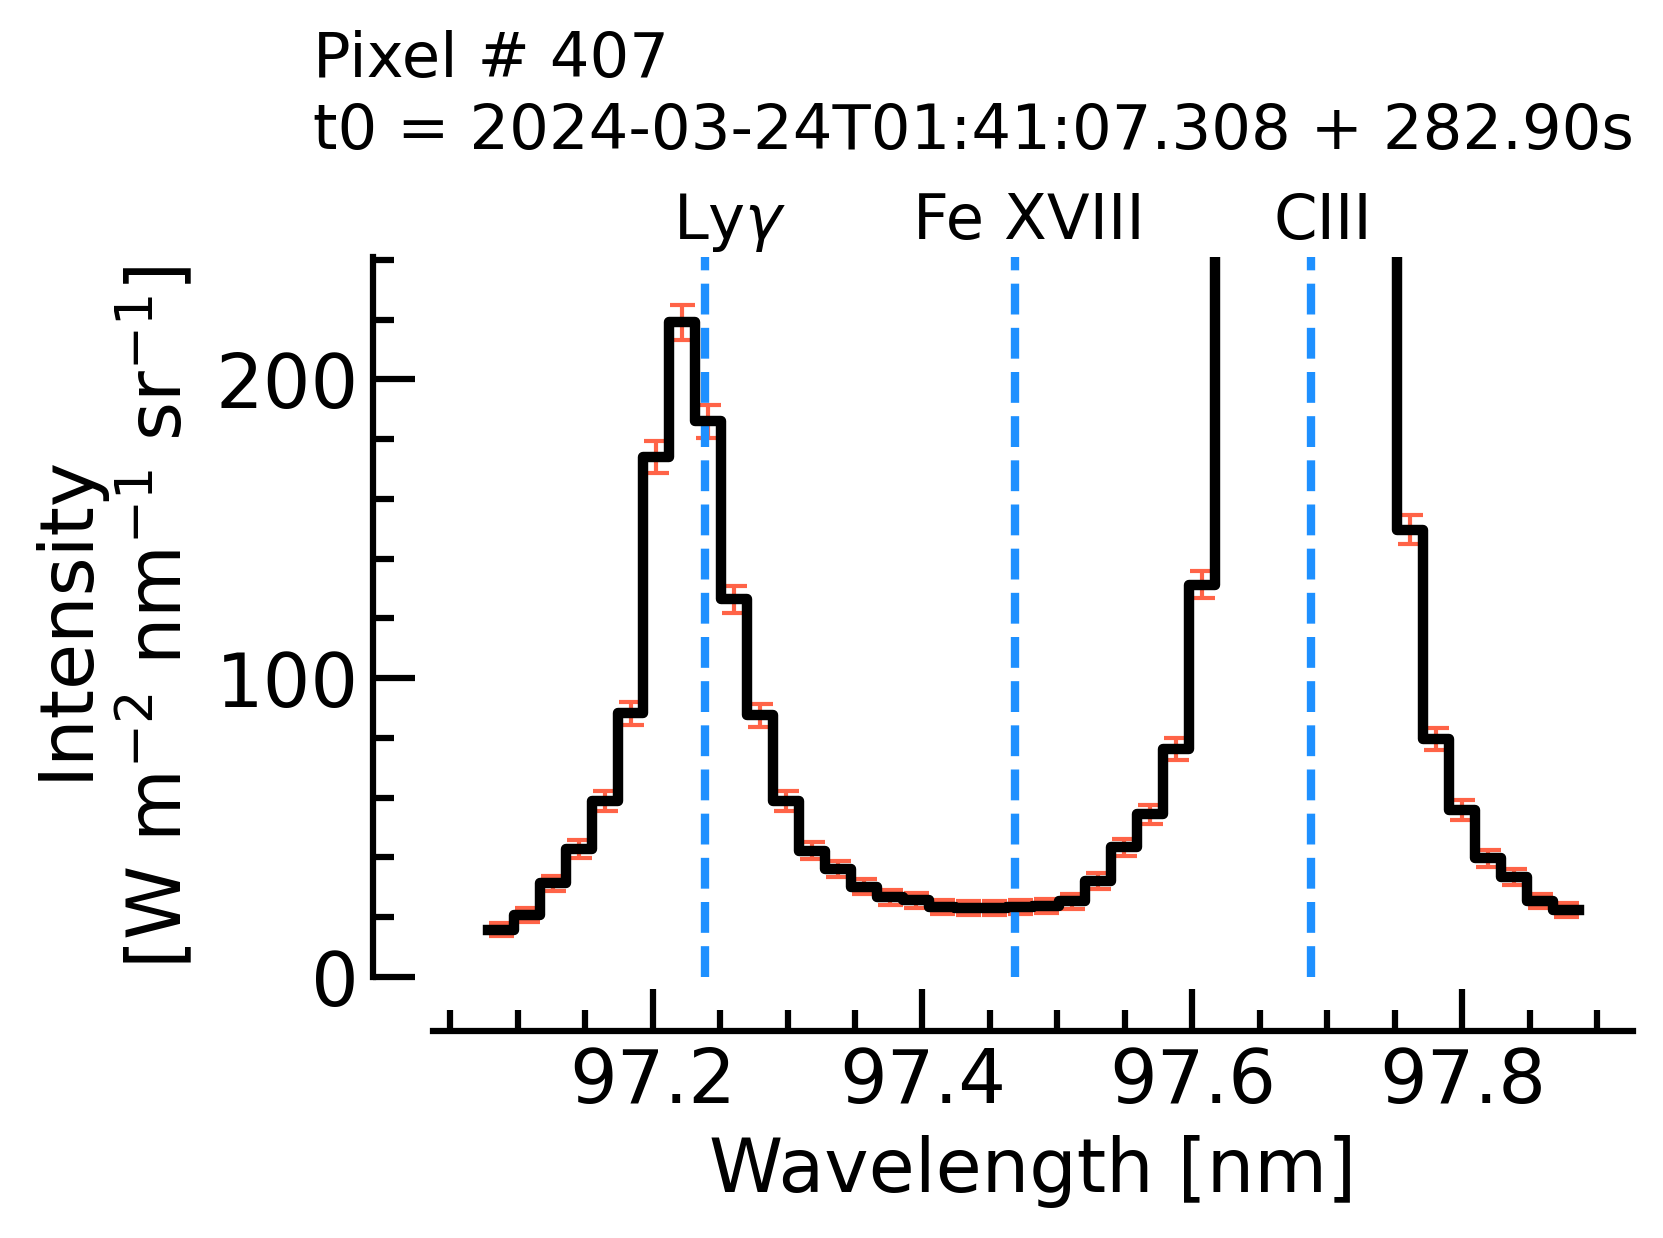 Pixel # 407
t0 = 2024-03-24T01:41:07.308 + 282.90s
Lyγ Fe XVIII CIII
Intensity
[W m⁻² nm⁻¹ sr⁻¹]
200
100
0
97.2 97.4 97.6 97.8
Wavelength [nm]